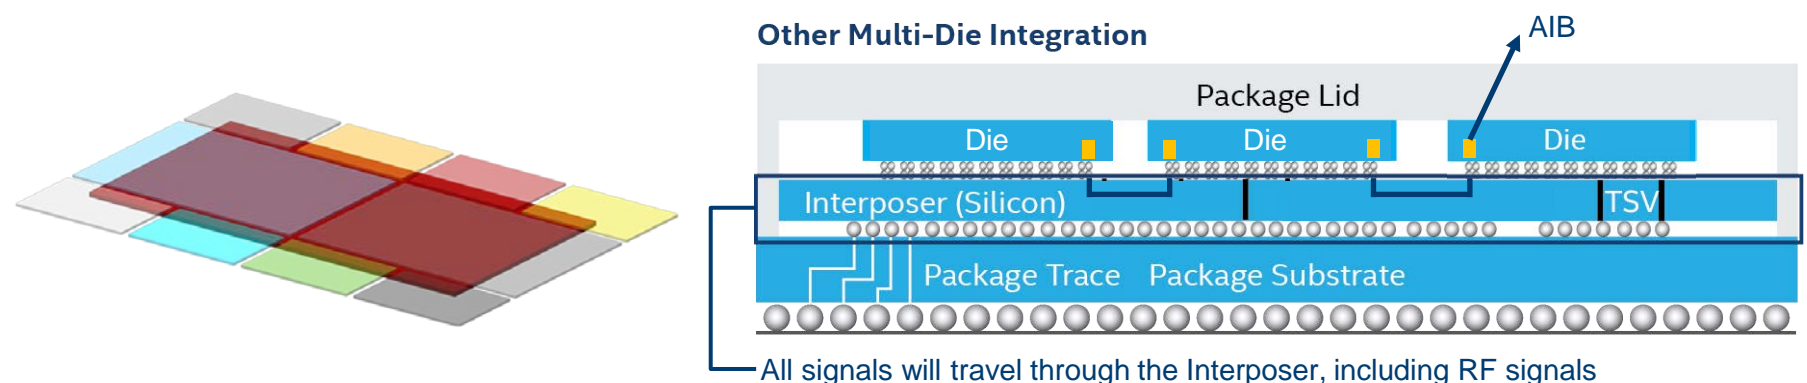 Other Multi-Die Integration
AIB
Package Lid
Die
Die
Die
Interposer (Silicon)
TSV
Package Trace
Package Substrate
All signals will travel through the Interposer, including RF signals